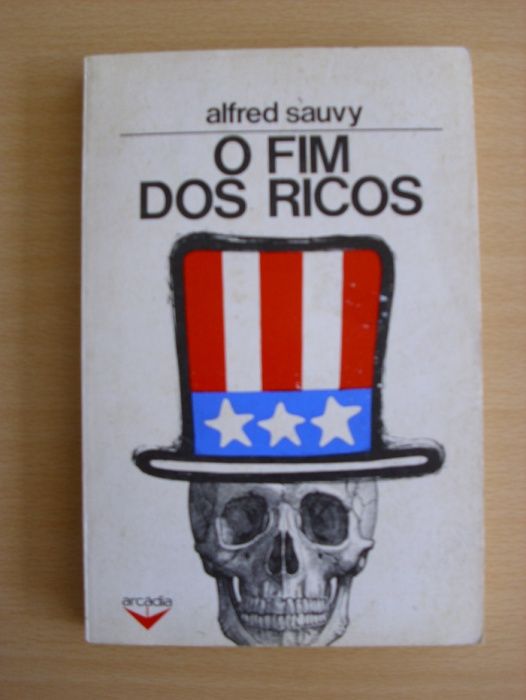 alfred sauvy
O FIM
DOS RICOS
arcádia